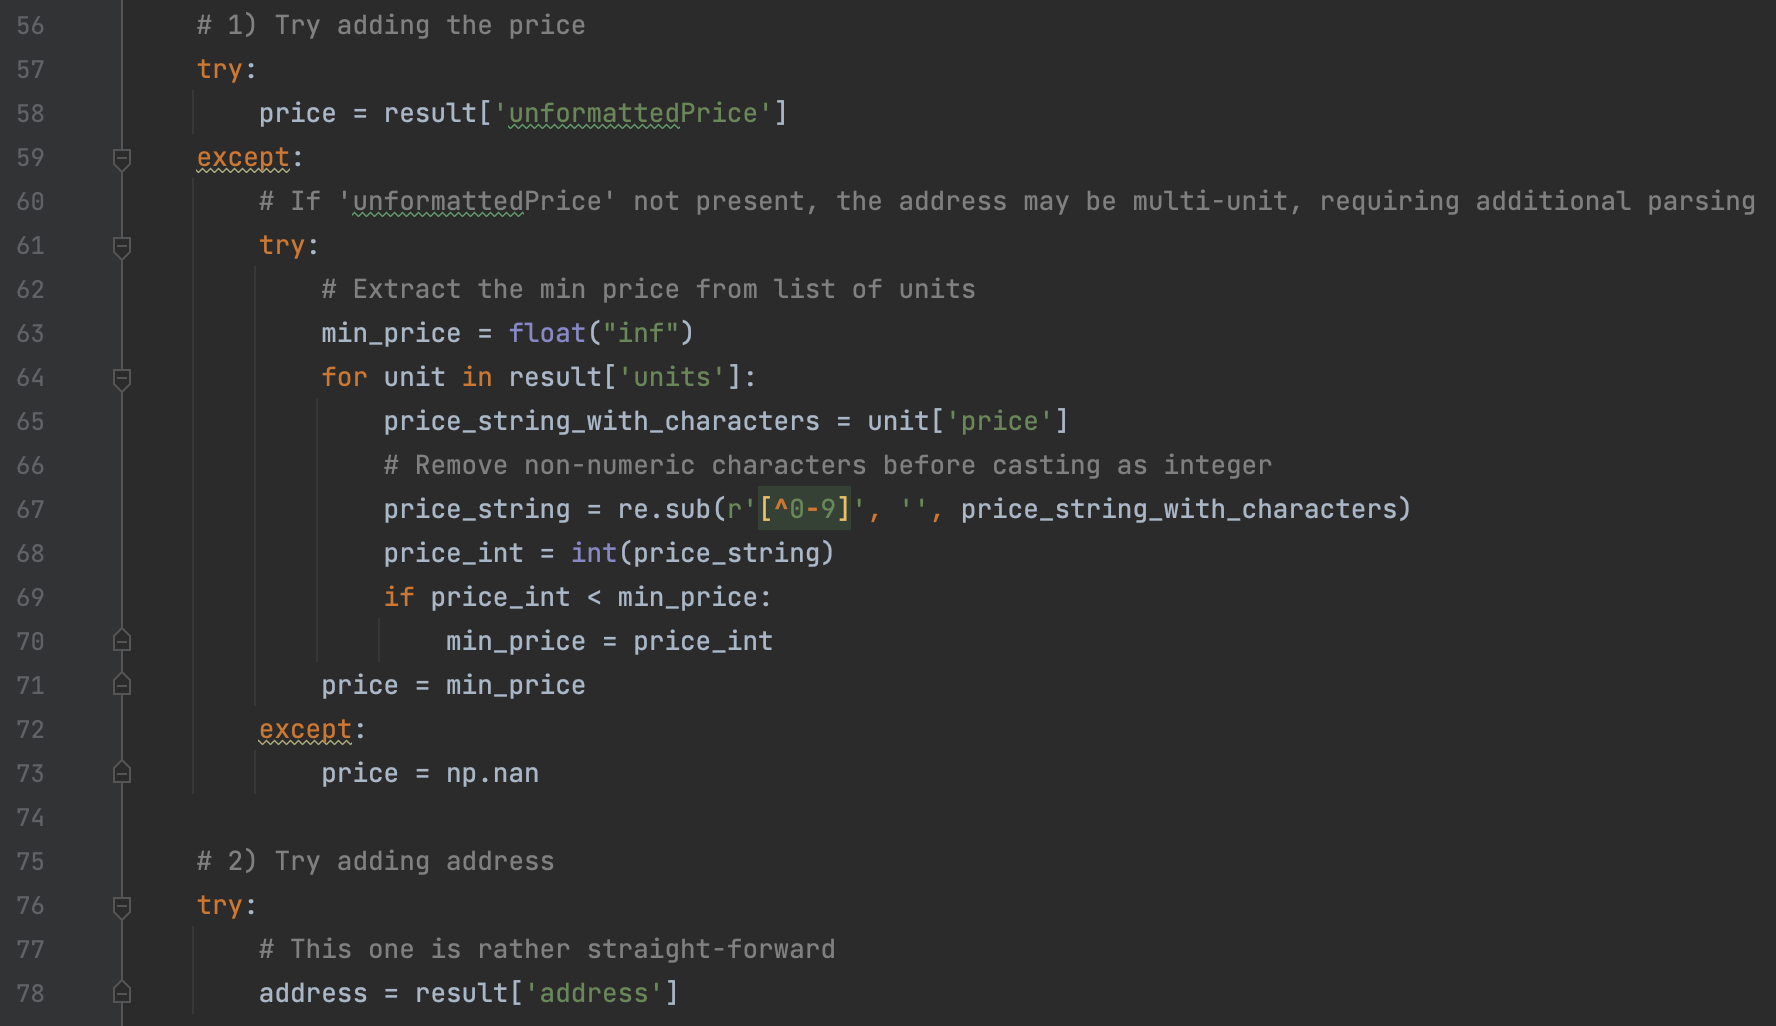 56 # 1) Try adding the price
57 try:
58 price = result['unformattedPrice']
59 except:
60 # If 'unformattedPrice' not present, the address may be multi-unit, requiring additional parsing
61 try:
62 # Extract the min price from list of units
63 min_price = float("inf")
64 for unit in result['units']:
65 price_string_with_characters = unit['price']
66 # Remove non-numeric characters before casting as integer
67 price_string = re.sub(r'[^0-9]', '', price_string_with_characters)
68 price_int = int(price_string)
69 if price_int < min_price:
70 min_price = price_int
71 price = min_price
72 except:
73 price = np.nan
74
75 # 2) Try adding address
76 try:
77 # This one is rather straight-forward
78 address = result['address']